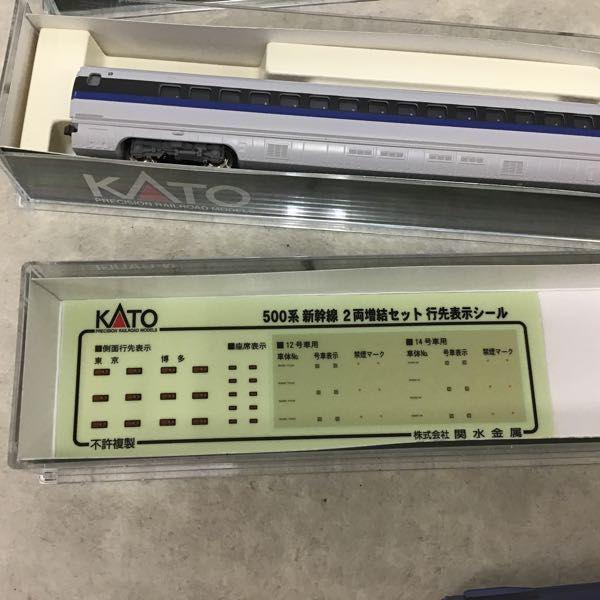 KATO
PRECISION RAILROAD MODELS
KATO
PRECISION RAILROAD MODELS
500系 新幹線 2両増結セット 行先表示シール
■側面行先表示
東京 博多
■座席表示
■12号車用
車体No. 号車表示 禁煙マーク
■14号車用
車体No. 号車表示 禁煙マーク
不許複製
株式会社 関水金属